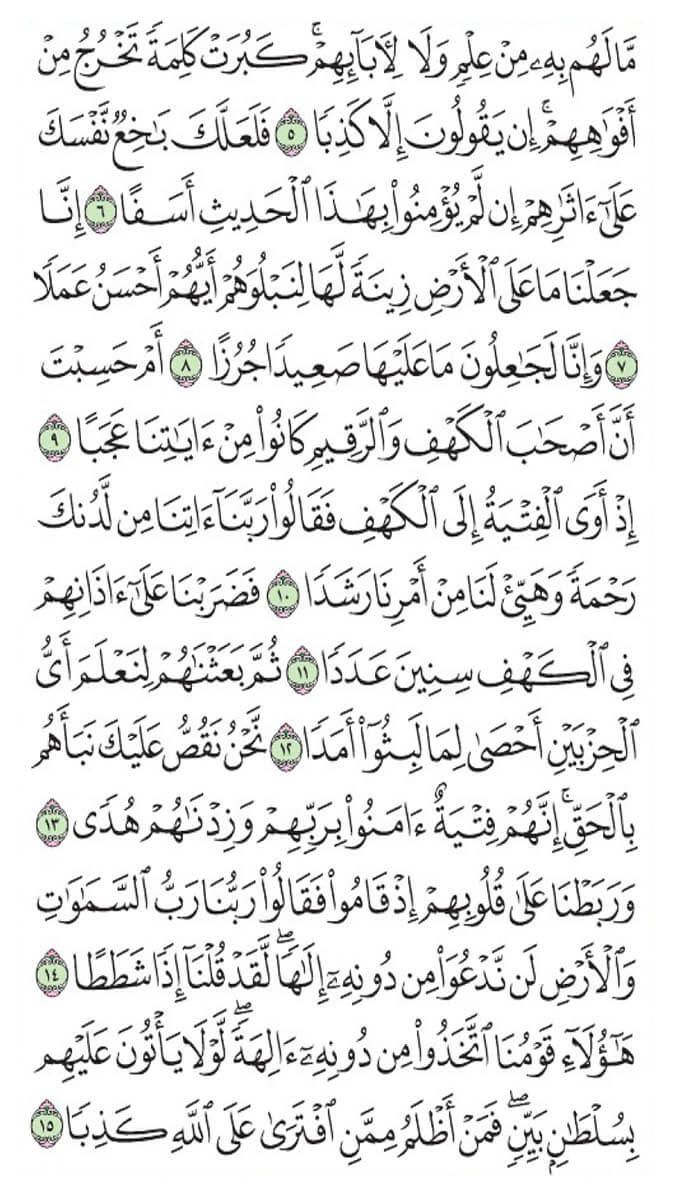 مَّا لَهُم بِهِۦ مِنْ عِلْمٍ وَلَا لِأٓبَآئِهِمْۚ كَبُرَتْ كَلِمَةً تَخْرُجُ مِنْ
أَفْوَٰهِهِمْۚ إِن يَقُولُونَ إِلَّا كَذِبًا ٥ فَلَعَلَّكَ بَٰخِعٌ نَّفْسَكَ
عَلَىٰٓ ءَاثَٰرِهِمْ إِن لَّمْ يُؤْمِنُوا۟ بِهَٰذَا ٱلْحَدِيثِ أَسَفًا ٦ إِنَّا
جَعَلْنَا مَا عَلَى ٱلْأَرْضِ زِينَةً لَّهَا لِنَبْلُوَهُمْ أَيُّهُمْ أَحْسَنُ عَمَلًا
٧ وَإِنَّا لَجَٰعِلُونَ مَا عَلَيْهَا صَعِيدًا جُرُزًا ٨ أَمْ حَسِبْتَ
أَنَّ أَصْحَٰبَ ٱلْكَهْفِ وَٱلرَّقِيمِ كَانُوا۟ مِنْ ءَايَٰتِنَا عَجَبًا ٩
إِذْ أَوَى ٱلْفِتْيَةُ إِلَى ٱلْكَهْفِ فَقَالُوا۟ رَبَّنَآ ءَاتِنَا مِن لَّدُنكَ
رَحْمَةً وَهَيِّئْ لَنَا مِنْ أَمْرِنَا رَشَدًا ١٠ فَضَرَبْنَا عَلَىٰٓ ءَاذَانِهِمْ
فِى ٱلْكَهْفِ سِنِينَ عَدَدًا ١١ ثُمَّ بَعَثْنَٰهُمْ لِنَعْلَمَ أَىُّ
ٱلْحِزْبَيْنِ أَحْصَىٰ لِمَا لَبِثُوٓا۟ أَمَدًا ١٢ نَّحْنُ نَقُصُّ عَلَيْكَ نَبَأَهُم
بِٱلْحَقِّۚ إِنَّهُمْ فِتْيَةٌ ءَامَنُوا۟ بِرَبِّهِمْ وَزِدْنَٰهُمْ هُدًى ١٣
وَرَبَطْنَا عَلَىٰ قُلُوبِهِمْ إِذْ قَامُوا۟ فَقَالُوا۟ رَبُّنَا رَبُّ ٱلسَّمَٰوَٰتِ
وَٱلْأَرْضِ لَن نَّدْعُوَا۟ مِن دُونِهِۦٓ إِلَٰهًاۖ لَّقَدْ قُلْنَآ إِذًا شَطَطًا ١٤
هَٰٓؤُلَآءِ قَوْمُنَا ٱتَّخَذُوا۟ مِن دُونِهِۦٓ ءَالِهَةًۖ لَّوْلَا يَأْتُونَ عَلَيْهِم
بِسُلْطَٰنٍۭ بَيِّنٍۖ فَمَنْ أَظْلَمُ مِمَّنِ ٱفْتَرَىٰ عَلَى ٱللَّهِ كَذِبًا ١٥